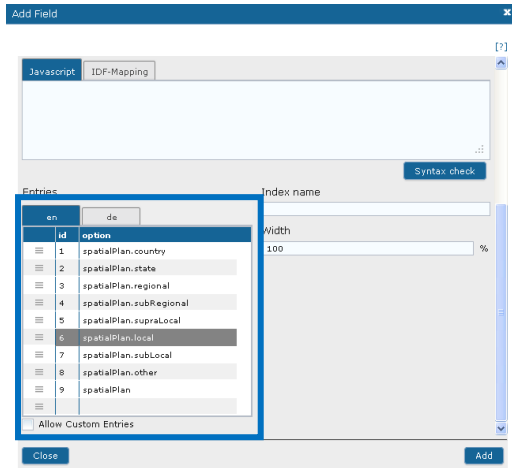 Add Field x
[?]
Javascript IDF-Mapping
Syntax check
Entries Index name
en de
id option
1 spatialPlan.country
2 spatialPlan.state
3 spatialPlan.regional
4 spatialPlan.subRegional
5 spatialPlan.supraLocal
6 spatialPlan.local
7 spatialPlan.subLocal
8 spatialPlan.other
9 spatialPlan
Width
100 %
Allow Custom Entries
Close Add